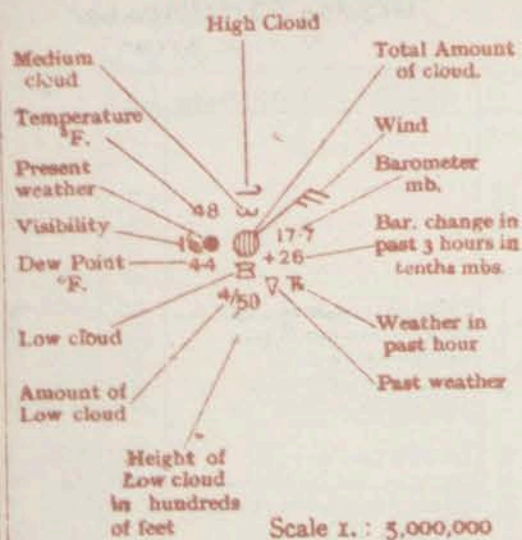 High Cloud
Medium
cloud
Total Amount
of cloud.
Temperature
°F.
Wind
Present
weather
Barometer
mb.
48
Visibility
17.7
Bar. change in
past 3 hours in
tenths mbs.
+26
Dew Point
°F.
44
4/50
Low cloud
Weather in
past hour
Amount of
Low cloud
Past weather
Height of
Low cloud
in hundreds
of feet
Scale 1. : 5,000,000